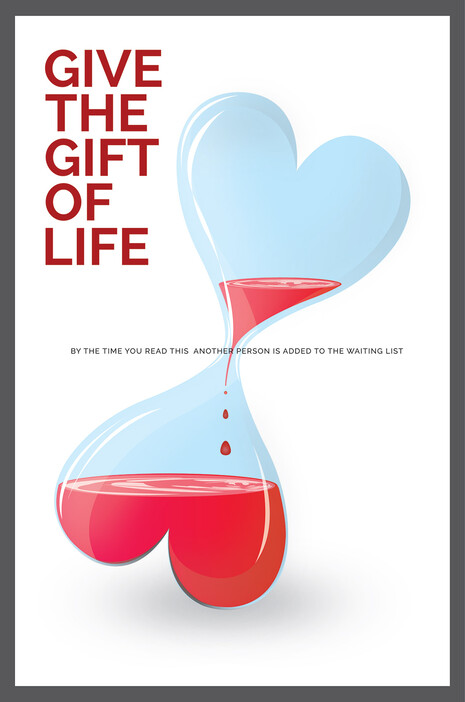 GIVE
THE
GIFT
OF
LIFE
BY THE TIME YOU READ THIS  ANOTHER PERSON IS ADDED TO THE WAITING LIST